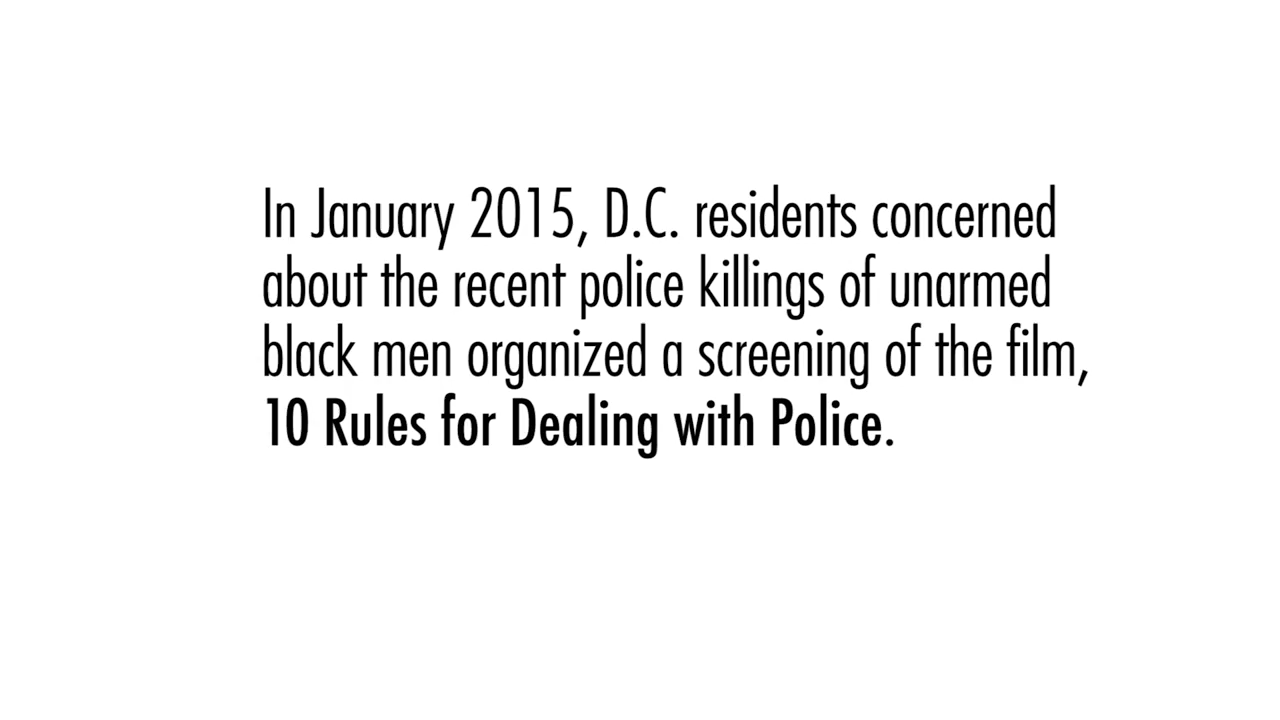 In January 2015, D.C. residents concerned
about the recent police killings of unarmed
black men organized a screening of the film,
10 Rules for Dealing with Police.